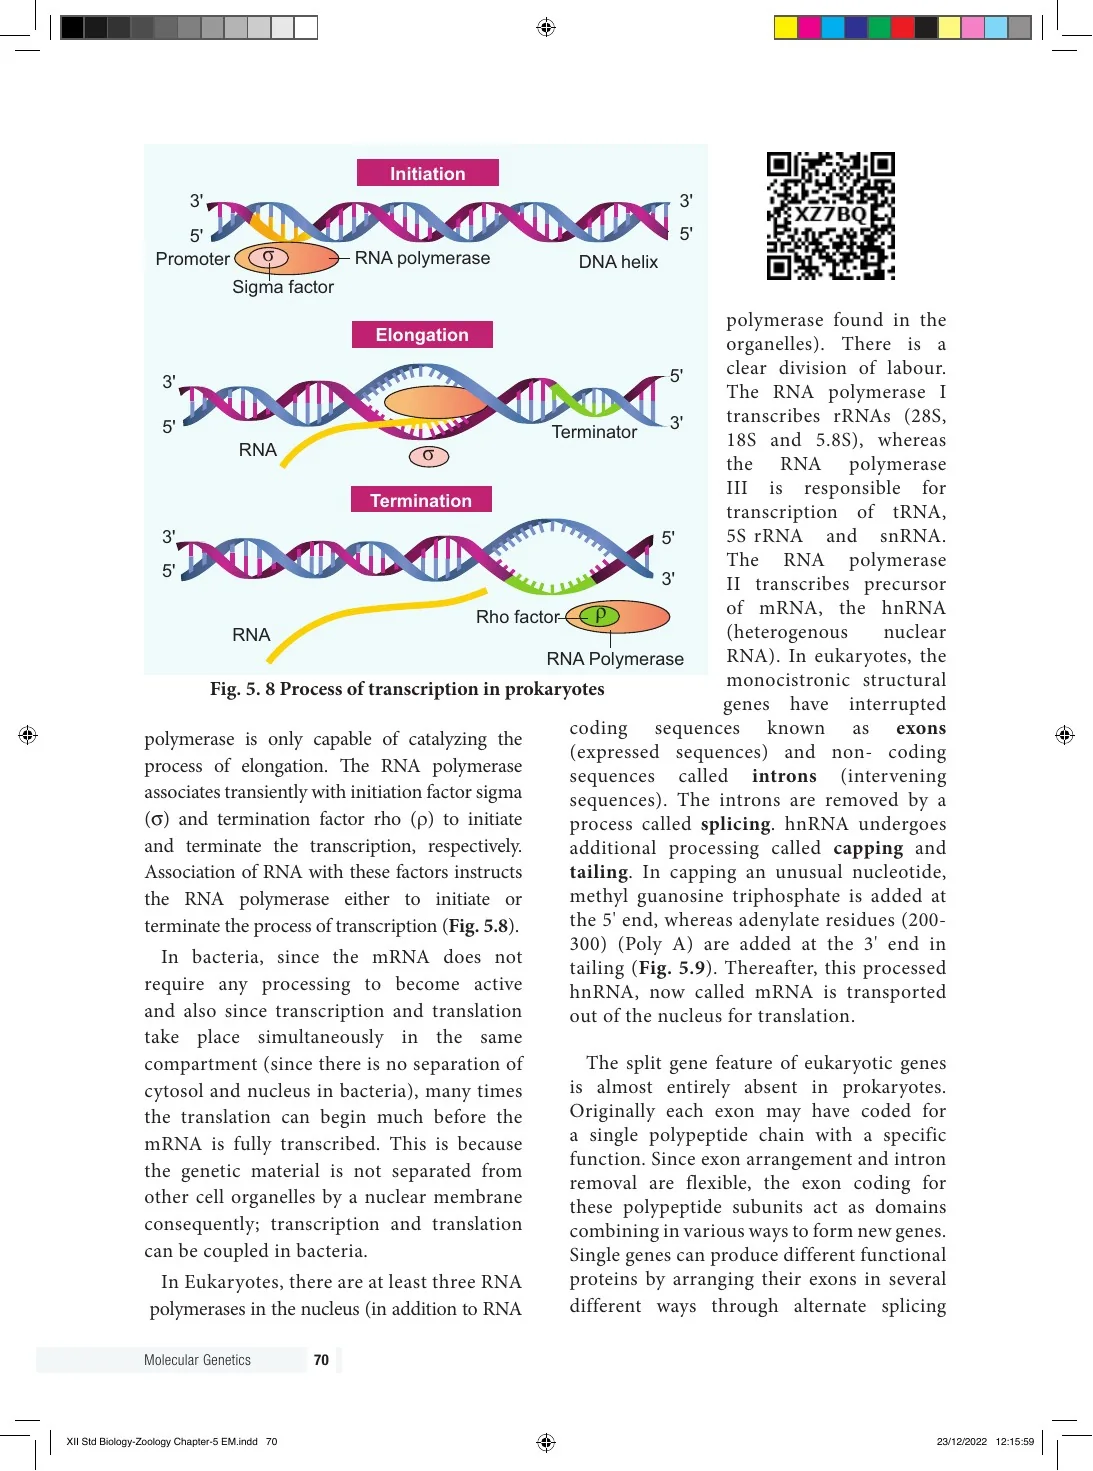 Initiation
3'
3'
5'
5'
Promoter
σ
RNA polymerase
DNA helix
Sigma factor
Elongation
3'
5'
5'
3'
Terminator
RNA
σ
Termination
3'
5'
5'
3'
Rho factor
ρ
RNA
RNA Polymerase
Fig. 5. 8 Process of transcription in prokaryotes
XZ7BQ
polymerase is only capable of catalyzing the
process of elongation. The RNA polymerase
associates transiently with initiation factor sigma
(σ) and termination factor rho (ρ) to initiate
and terminate the transcription, respectively.
Association of RNA with these factors instructs
the RNA polymerase either to initiate or
terminate the process of transcription (Fig. 5.8).
In bacteria, since the mRNA does not
require any processing to become active
and also since transcription and translation
take place simultaneously in the same
compartment (since there is no separation of
cytosol and nucleus in bacteria), many times
the translation can begin much before the
mRNA is fully transcribed. This is because
the genetic material is not separated from
other cell organelles by a nuclear membrane
consequently; transcription and translation
can be coupled in bacteria.
In Eukaryotes, there are at least three RNA
polymerases in the nucleus (in addition to RNA
polymerase found in the
organelles). There is a
clear division of labour.
The RNA polymerase I
transcribes rRNAs (28S,
18S and 5.8S), whereas
the RNA polymerase
III is responsible for
transcription of tRNA,
5S rRNA and snRNA.
The RNA polymerase
II transcribes precursor
of mRNA, the hnRNA
(heterogenous nuclear
RNA). In eukaryotes, the
monocistronic structural
genes have interrupted
coding sequences known as exons
(expressed sequences) and non- coding
sequences called introns (intervening
sequences). The introns are removed by a
process called splicing. hnRNA undergoes
additional processing called capping and
tailing. In capping an unusual nucleotide,
methyl guanosine triphosphate is added at
the 5' end, whereas adenylate residues (200-
300) (Poly A) are added at the 3' end in
tailing (Fig. 5.9). Thereafter, this processed
hnRNA, now called mRNA is transported
out of the nucleus for translation.
The split gene feature of eukaryotic genes
is almost entirely absent in prokaryotes.
Originally each exon may have coded for
a single polypeptide chain with a specific
function. Since exon arrangement and intron
removal are flexible, the exon coding for
these polypeptide subunits act as domains
combining in various ways to form new genes.
Single genes can produce different functional
proteins by arranging their exons in several
different ways through alternate splicing
Molecular Genetics 70
XII Std Biology-Zoology Chapter-5 EM.indd 70
23/12/2022 12:15:59